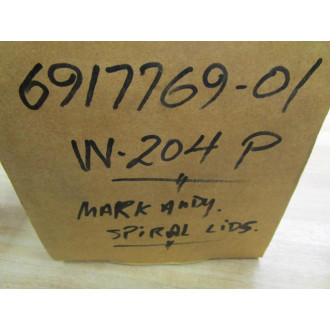 6917769-01
W-204 P
MARK ANDY.
SPIRAL LIDS.